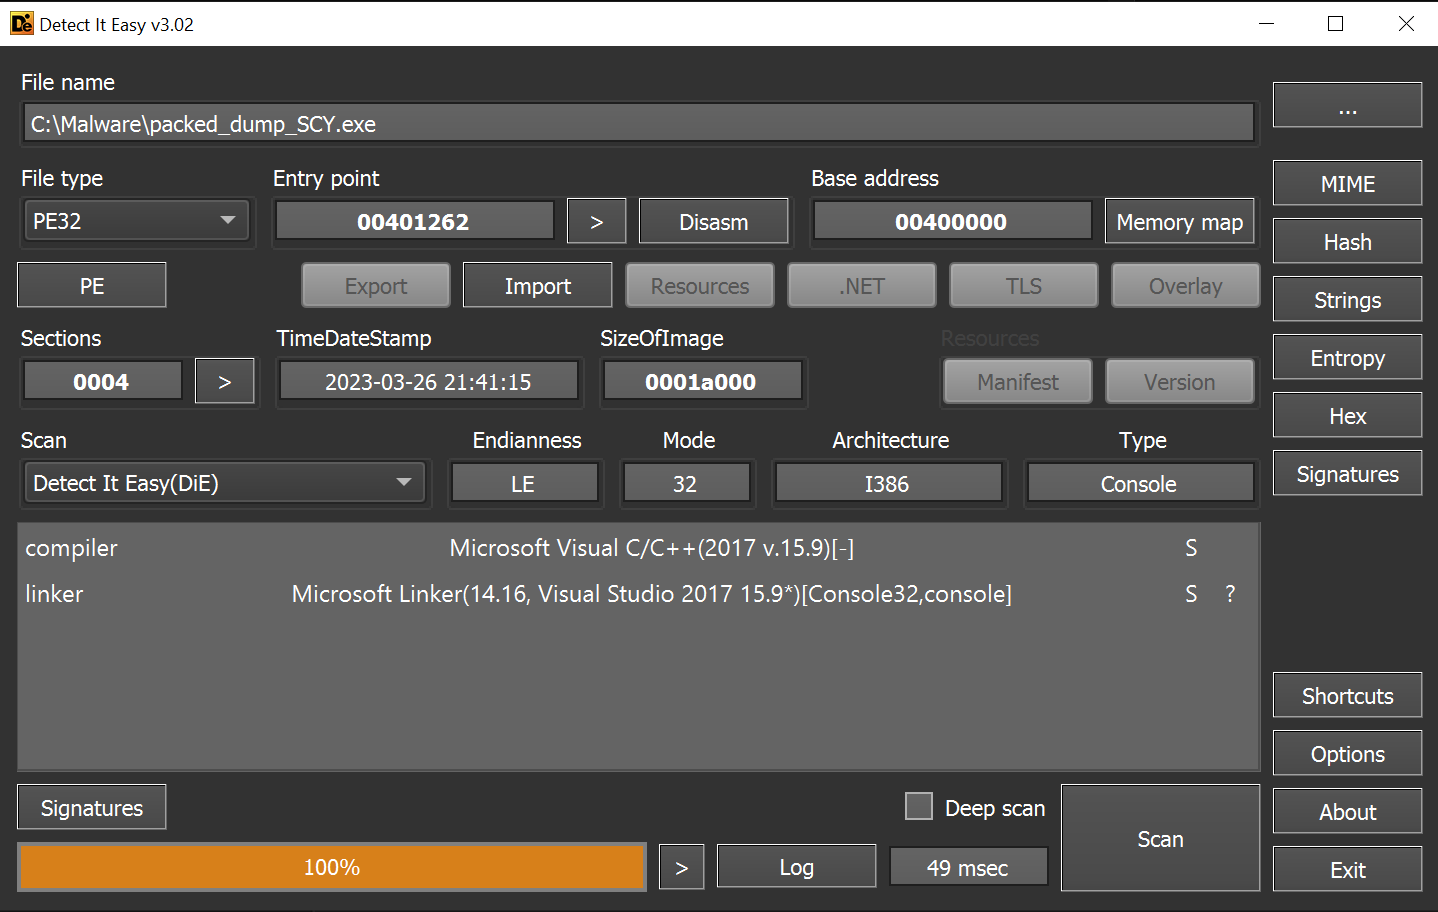 Detect It Easy v3.02
File name
C:\Malware\packed_dump_SCY.exe
...
File type
Entry point
Base address
PE32
00401262
>
Disasm
00400000
Memory map
MIME
PE
Export
Import
Resources
.NET
TLS
Overlay
Hash
Strings
Sections
TimeDateStamp
SizeOfImage
Resources
0004
>
2023-03-26 21:41:15
0001a000
Manifest
Version
Entropy
Hex
Scan
Endianness
Mode
Architecture
Type
Detect It Easy(DiE)
LE
32
I386
Console
Signatures
compiler Microsoft Visual C/C++(2017 v.15.9)[-] S
linker Microsoft Linker(14.16, Visual Studio 2017 15.9*)[Console32,console] S ?
Shortcuts
Options
Signatures
Deep scan
Scan
About
100%
>
Log
49 msec
Exit